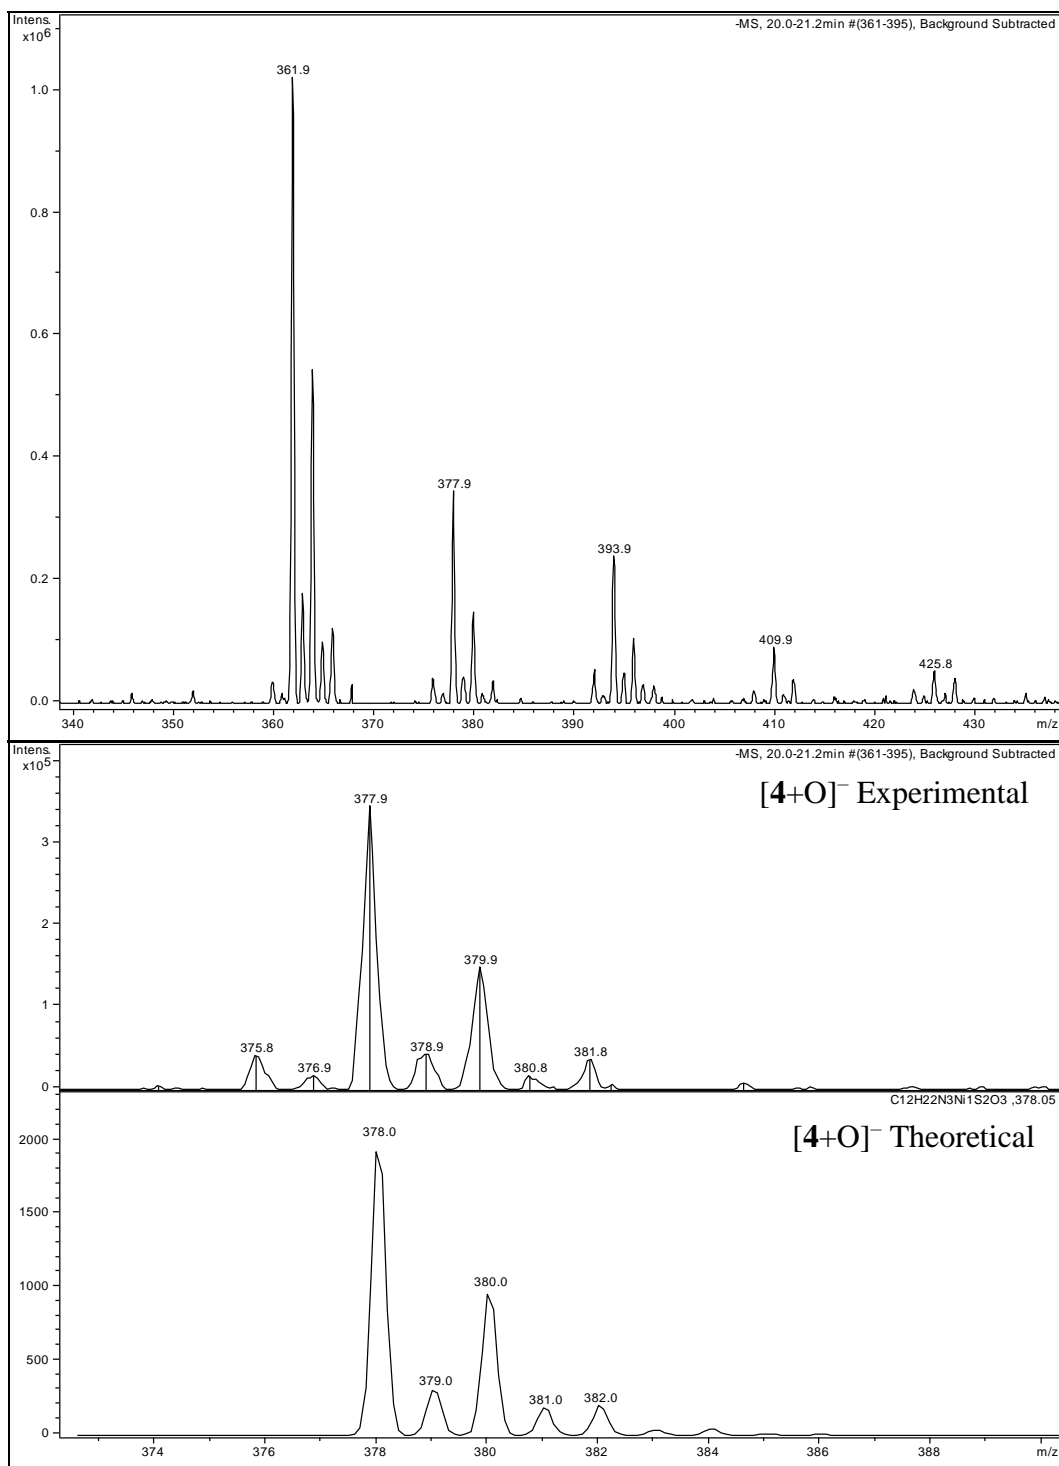 Intens.
x10^6
-MS, 20.0-21.2min #(361-395), Background Subtracted
361.9
1.0
0.8
0.6
377.9
0.4
393.9
0.2
409.9
425.8
0.0
340 350 360 370 380 390 400 410 420 430 m/z
Intens.
x10^5
-MS, 20.0-21.2min #(361-395), Background Subtracted
[4+O]⁻ Experimental
377.9
3
2
379.9
1
375.8
376.9
378.9
380.8
381.8
0
C12H22N3Ni1S2O3 ,378.05
[4+O]⁻ Theoretical
378.0
2000
1500
380.0
1000
500
379.0
381.0
382.0
0
374 376 378 380 382 384 386 388 m/z